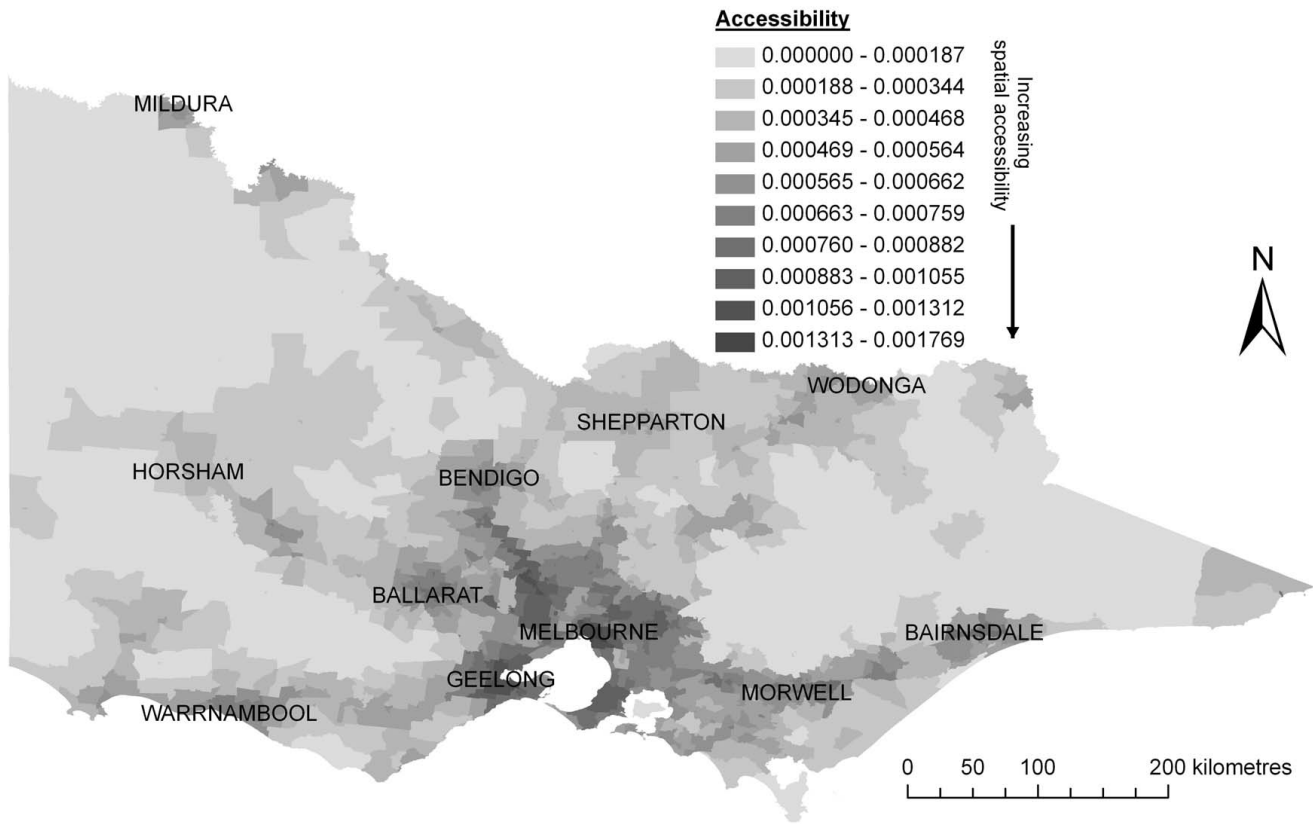 Accessibility
0.000000 - 0.000187
0.000188 - 0.000344
0.000345 - 0.000468
0.000469 - 0.000564
0.000565 - 0.000662
0.000663 - 0.000759
0.000760 - 0.000882
0.000883 - 0.001055
0.001056 - 0.001312
0.001313 - 0.001769
Increasing
spatial accessibility
N
MILDURA
WODONGA
SHEPPARTON
HORSHAM
BENDIGO
BALLARAT
MELBOURNE
BAIRNSDALE
GEELONG
MORWELL
WARRNAMBOOL
0 50 100 200 kilometres